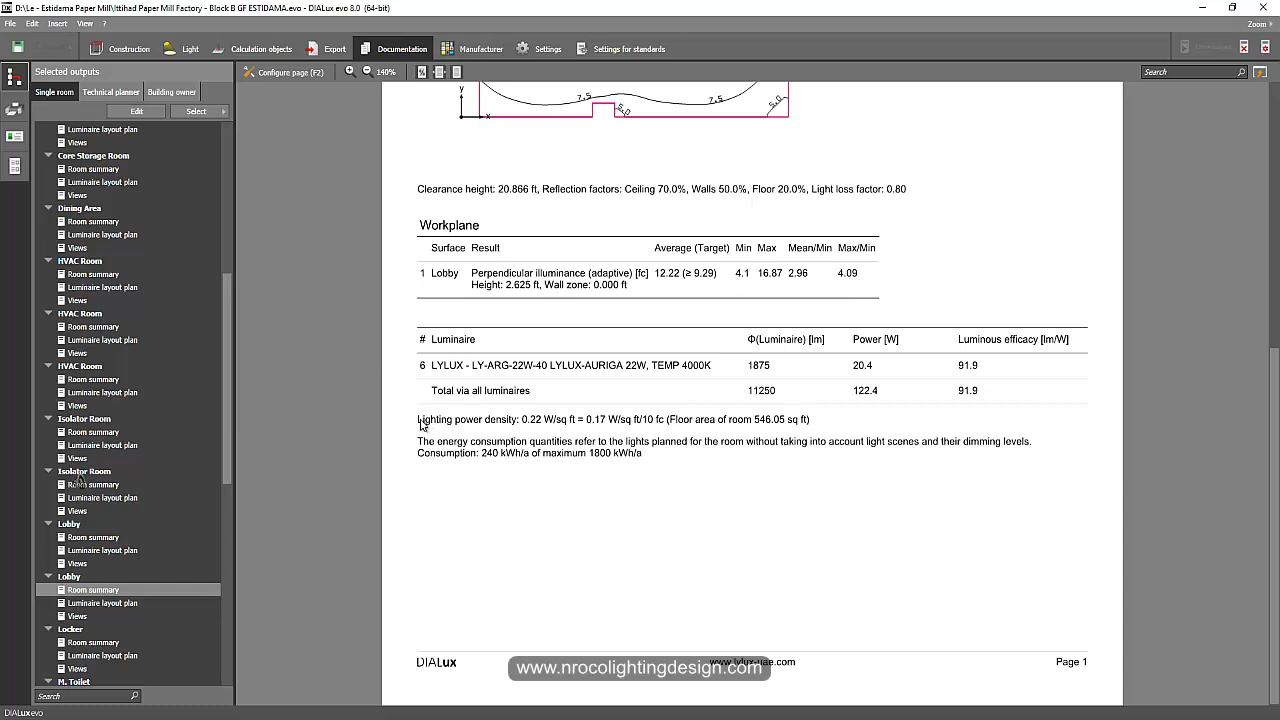 D:\Le - Estidama Paper Mill\Ittihad Paper Mill Factory - Block B GF ESTIDAMA.evo - DIALux evo 8.0 (64-bit)
File Edit Insert View ?
Zoom
Construction Light Calculation objects Export Documentation Manufacturer Settings Settings for standards
Selected outputs
Configure page (F2) 140% Search
Single room Technical planner Building owner
Edit Select
Luminaire layout plan
Views
Core Storage Room
Room summary
Luminaire layout plan
Views
Dining Area
Room summary
Luminaire layout plan
Views
HVAC Room
Room summary
Luminaire layout plan
Views
HVAC Room
Room summary
Luminaire layout plan
Views
HVAC Room
Room summary
Luminaire layout plan
Views
Isolator Room
Room summary
Luminaire layout plan
Views
Isolator Room
Room summary
Luminaire layout plan
Views
Lobby
Room summary
Luminaire layout plan
Views
Lobby
Room summary
Luminaire layout plan
Views
Locker
Room summary
Luminaire layout plan
Views
M. Toilet
Search
DIALux evo
y 7.5 5.0 7.5 5.0
x
Clearance height: 20.866 ft, Reflection factors: Ceiling 70.0%, Walls 50.0%, Floor 20.0%, Light loss factor: 0.80
Workplane
Surface Result Average (Target) Min Max Mean/Min Max/Min
1 Lobby Perpendicular illuminance (adaptive) [fc] 12.22 (≥ 9.29) 4.1 16.87 2.96 4.09
Height: 2.625 ft, Wall zone: 0.000 ft
# Luminaire Φ(Luminaire) [lm] Power [W] Luminous efficacy [lm/W]
6 LYLUX - LY-ARG-22W-40 LYLUX-AURIGA 22W, TEMP 4000K 1875 20.4 91.9
Total via all luminaires 11250 122.4 91.9
Lighting power density: 0.22 W/sq ft = 0.17 W/sq ft/10 fc (Floor area of room 546.05 sq ft)
The energy consumption quantities refer to the lights planned for the room without taking into account light scenes and their dimming levels.
Consumption: 240 kWh/a of maximum 1800 kWh/a
DIALux www.lylux-uae.com Page 1
www.nrocolightingdesign.com